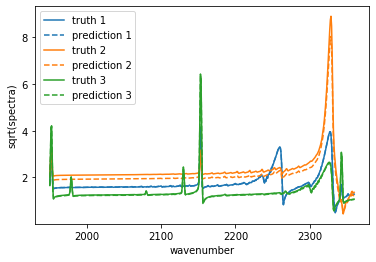 truth 1
prediction 1
truth 2
prediction 2
truth 3
prediction 3
8
6
4
2
sqrt(spectra)
2000
2100
2200
2300
wavenumber